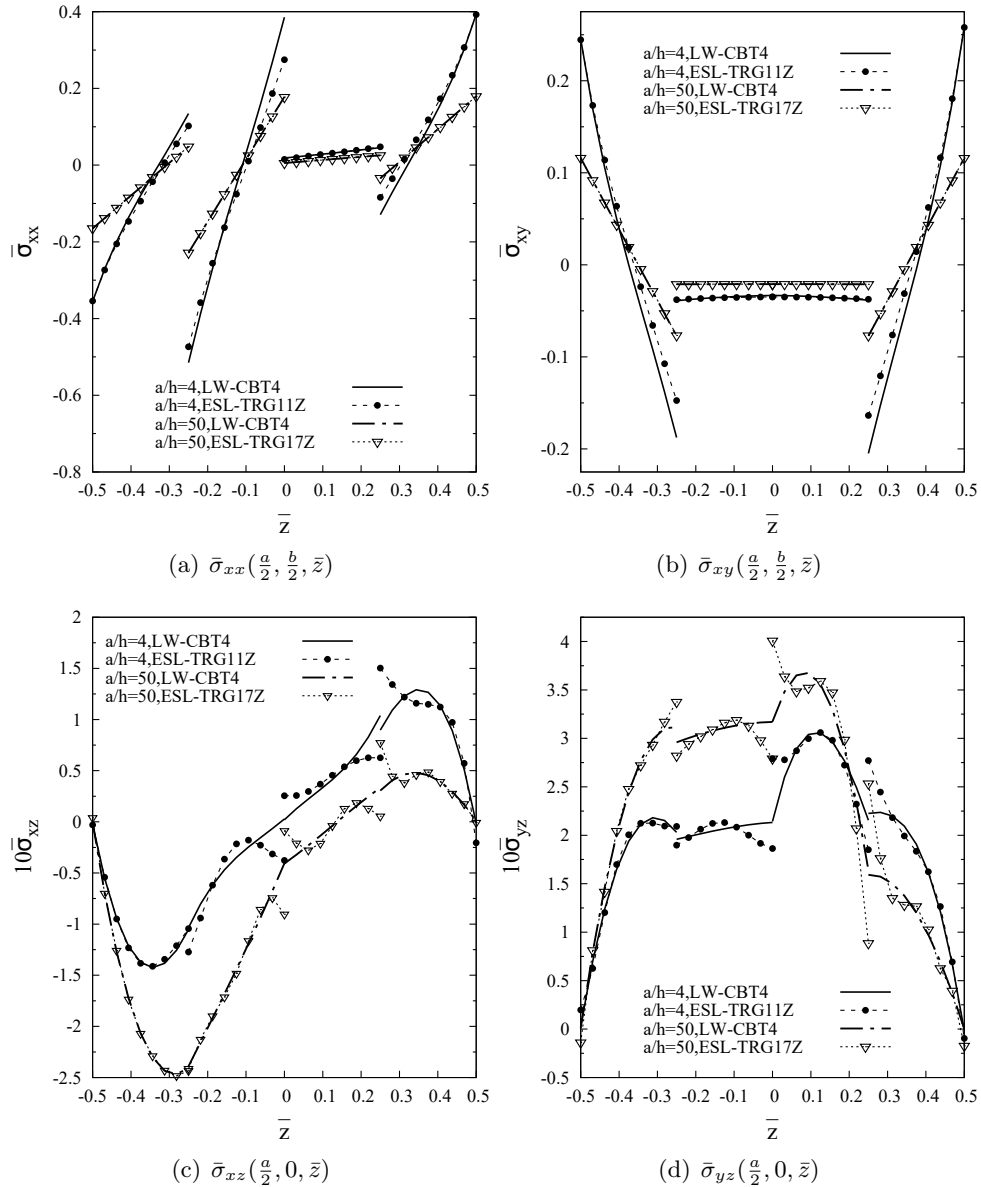 0.4
0.2
0
-0.2
-0.4
-0.6
-0.8
σ̅xx
a/h=4,LW-CBT4
a/h=4,ESL-TRG11Z
a/h=50,LW-CBT4
a/h=50,ESL-TRG17Z
-0.5 -0.4 -0.3 -0.2 -0.1 0 0.1 0.2 0.3 0.4 0.5
z̅
(a) σ̄xx(a/2, b/2, z̄)
0.2
0.1
0
-0.1
-0.2
σ̅xy
a/h=4,LW-CBT4
a/h=4,ESL-TRG11Z
a/h=50,LW-CBT4
a/h=50,ESL-TRG17Z
-0.5 -0.4 -0.3 -0.2 -0.1 0 0.1 0.2 0.3 0.4 0.5
z̅
(b) σ̄xy(a/2, b/2, z̄)
2
1.5
1
0.5
0
-0.5
-1
-1.5
-2
-2.5
10σ̅xz
a/h=4,LW-CBT4
a/h=4,ESL-TRG11Z
a/h=50,LW-CBT4
a/h=50,ESL-TRG17Z
-0.5 -0.4 -0.3 -0.2 -0.1 0 0.1 0.2 0.3 0.4 0.5
z̅
(c) σ̄xz(a/2, 0, z̄)
4
3.5
3
2.5
2
1.5
1
0.5
0
-0.5
10σ̅yz
a/h=4,LW-CBT4
a/h=4,ESL-TRG11Z
a/h=50,LW-CBT4
a/h=50,ESL-TRG17Z
-0.5 -0.4 -0.3 -0.2 -0.1 0 0.1 0.2 0.3 0.4 0.5
z̅
(d) σ̄yz(a/2, 0, z̄)